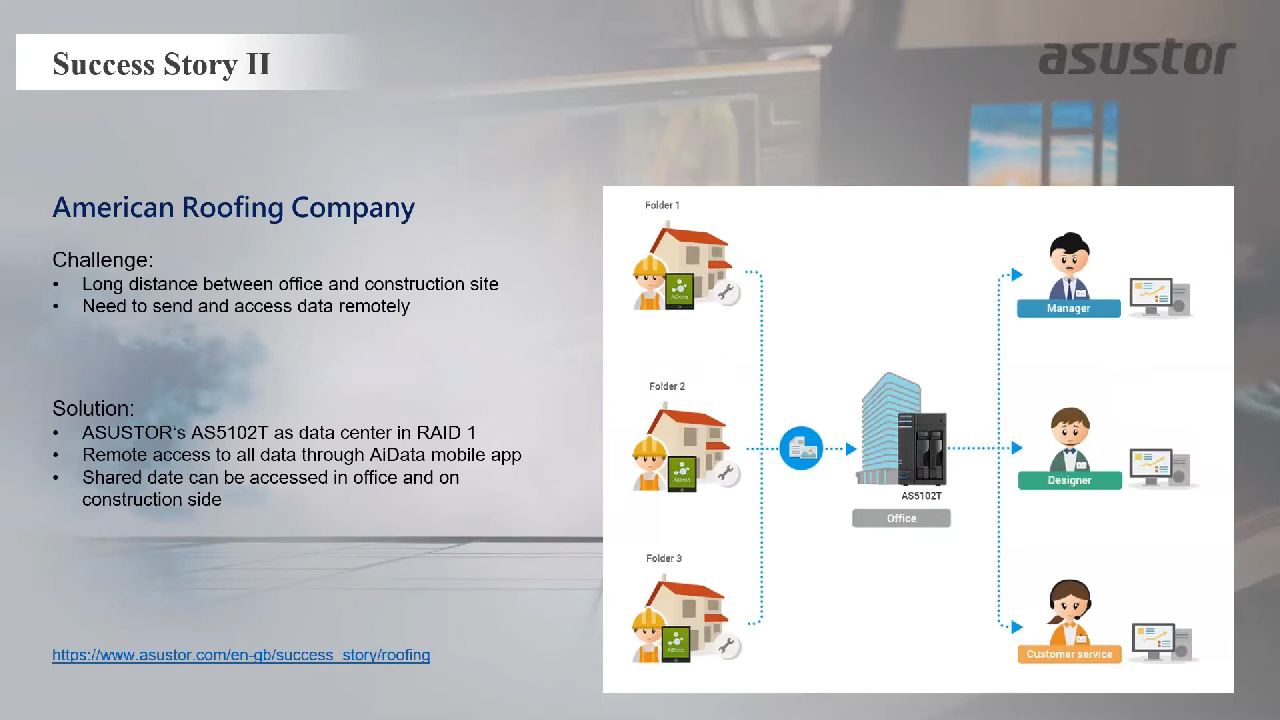 Success Story II
asustor
American Roofing Company
Challenge:
• Long distance between office and construction site
• Need to send and access data remotely
Solution:
• ASUSTOR's AS5102T as data center in RAID 1
• Remote access to all data through AiData mobile app
• Shared date can be accessed in office and on
construction side
https://www.asustor.com/en-gb/success_story/roofing
Folder 1
AiData
Manager
Folder 2
AiData
AS5102T
Office
Designer
Folder 3
AiData
Customer service